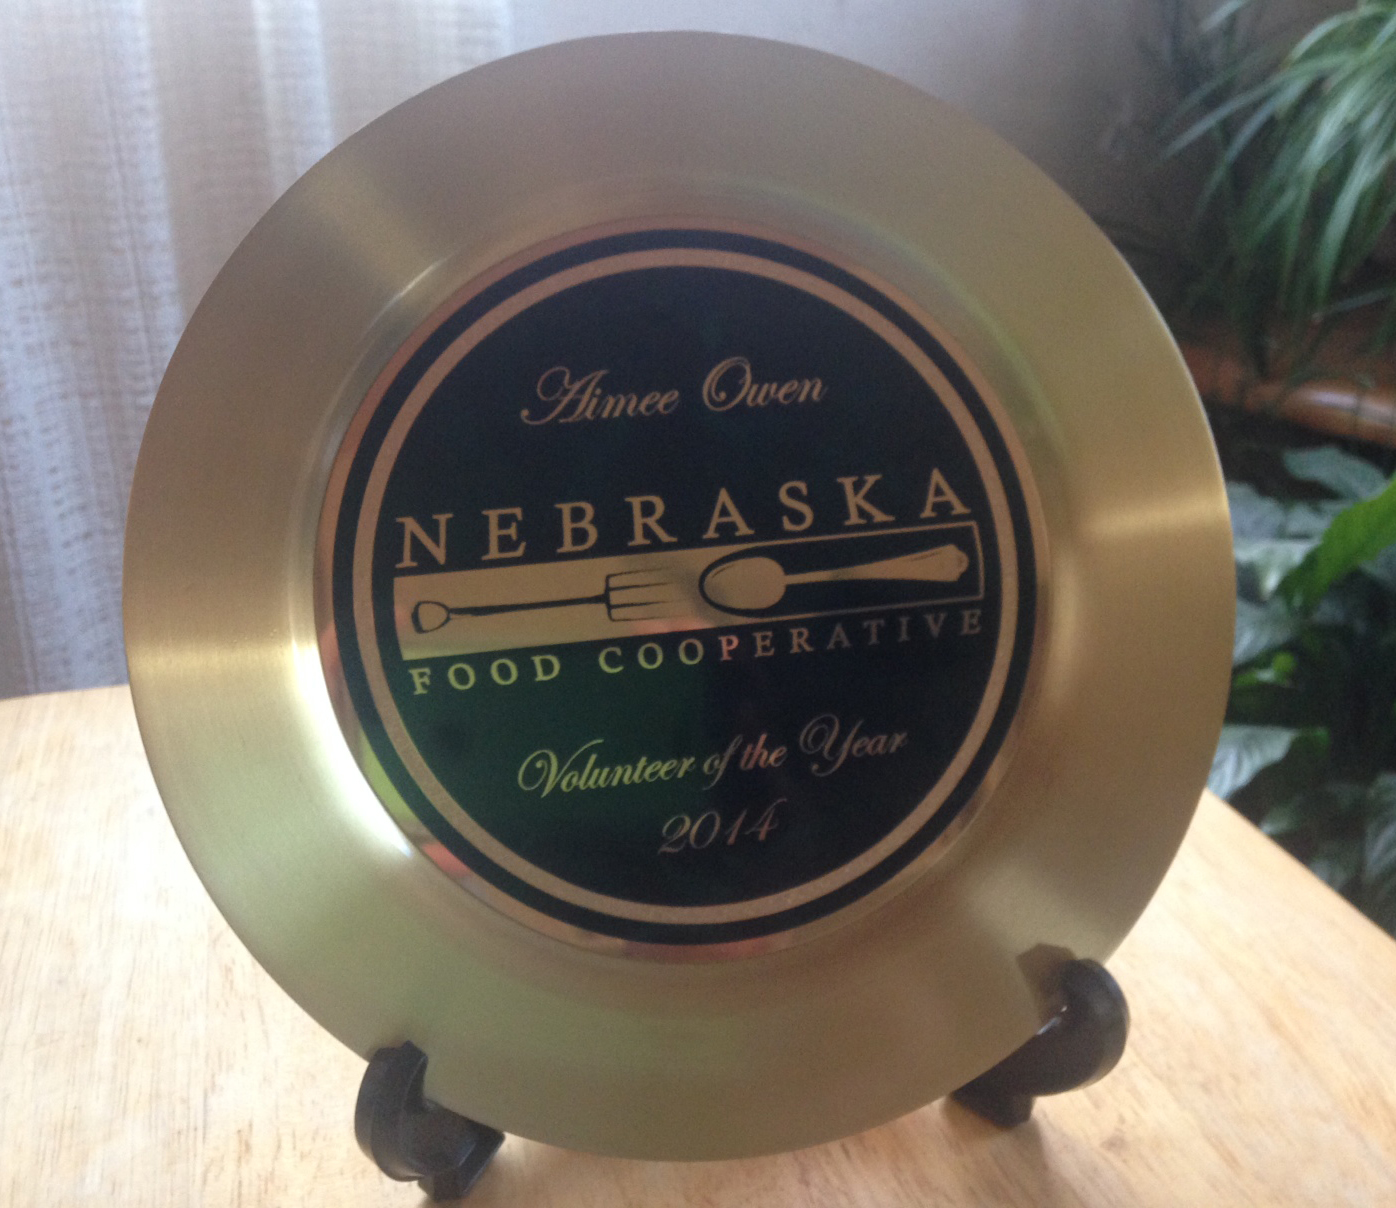 Aimee Owen
NEBRASKA
FOOD COOPERATIVE
Volunteer of the Year
2014